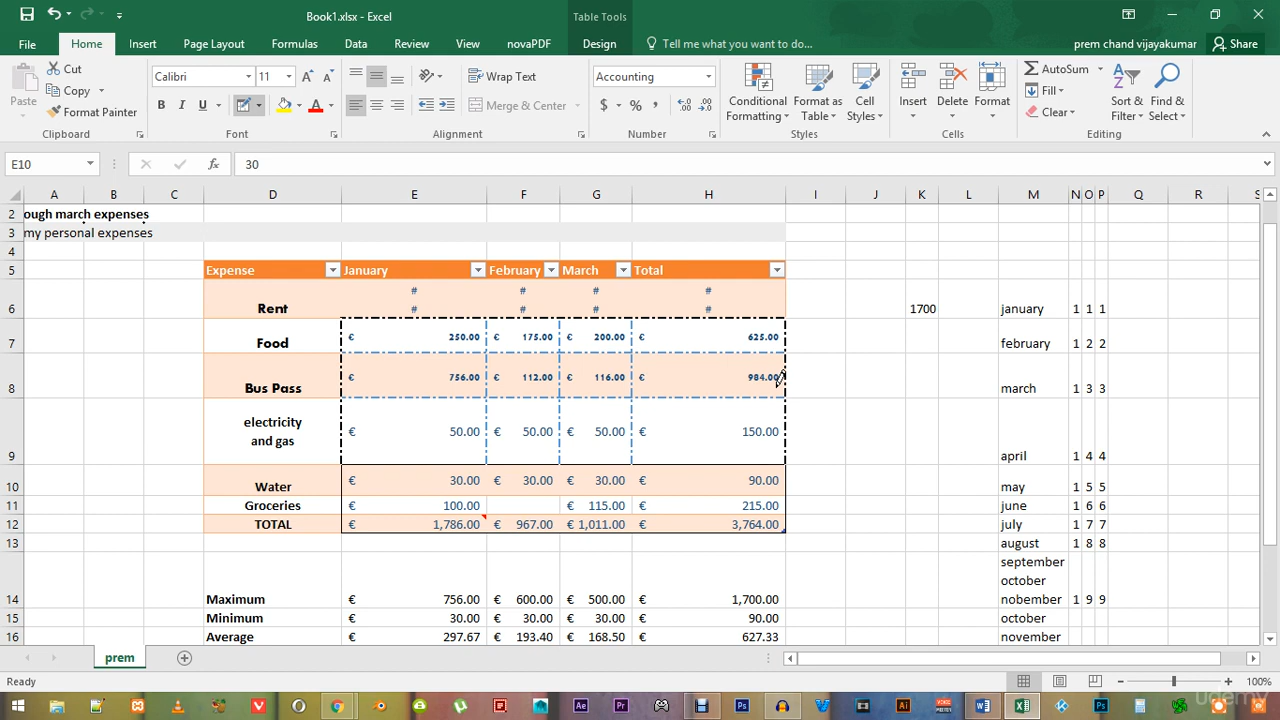 Book1.xlsx - Excel
Table Tools
File Home Insert Page Layout Formulas Data Review View novaPDF Design Tell me what you want to do... prem chand vijayakumar Share
Paste
Cut
Copy
Format Painter
Clipboard
Calibri 11
B I U
Font
Wrap Text
Merge & Center
Alignment
Accounting
$ % ,
Number
Conditional Formatting
Format as Table
Cell Styles
Styles
Insert Delete Format
Cells
AutoSum
Fill
Clear
Sort & Filter
Find & Select
Editing
E10 fx 30
A B C D E F G H I J K L M N O P Q R S
2 ough march expenses
3 my personal expenses
4
5 Expense January February March Total
# # # #
6 Rent # # # # 1700 january 1 1 1
7 Food € 250.00 € 175.00 € 200.00 € 625.00 february 1 2 2
8 Bus Pass € 756.00 € 112.00 € 116.00 € 984.00 march 1 3 3
9 electricity and gas € 50.00 € 50.00 € 50.00 € 150.00 april 1 4 4
10 Water € 30.00 € 30.00 € 30.00 € 90.00 may 1 5 5
11 Groceries € 100.00 € 115.00 € 215.00 june 1 6 6
12 TOTAL € 1,786.00 € 967.00 € 1,011.00 € 3,764.00 july 1 7 7
13 august 1 8 8
september
october
14 Maximum € 756.00 € 600.00 € 500.00 € 1,700.00 nobember 1 9 9
15 Minimum € 30.00 € 30.00 € 30.00 € 90.00 october
16 Average € 297.67 € 193.40 € 168.50 € 627.33 november
prem
Ready 100%
udemy